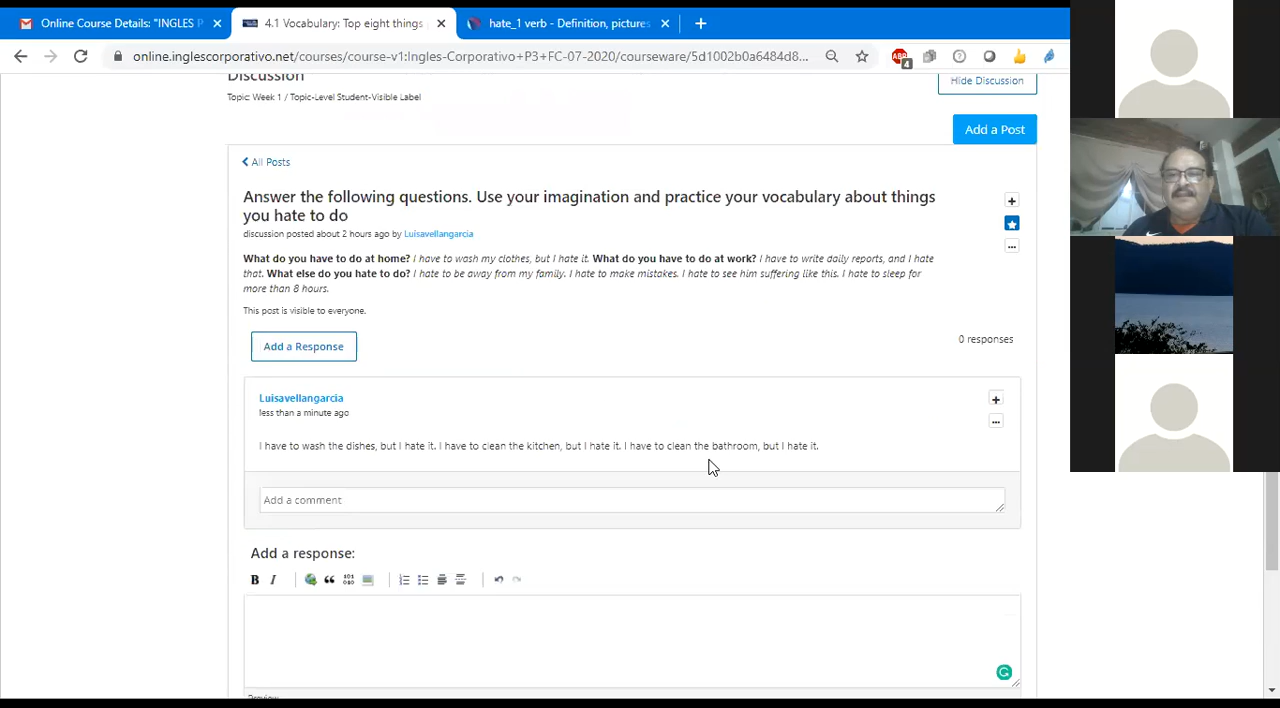 Online Course Details: "INGLES P
4.1 Vocabulary: Top eight things
hate_1 verb - Definition, pictures
online.inglescorporativo.net/courses/course-v1:Ingles-Corporativo+P3+FC-07-2020/courseware/5d1002b0a6484d8...
ABP
4
Discussion
Hide Discussion
Topic: Week 1 / Topic-Level Student-Visible Label
Add a Post
All Posts
Answer the following questions. Use your imagination and practice your vocabulary about things
you hate to do
discussion posted about 2 hours ago by Luisavellangarcia
What do you have to do at home? I have to wash my clothes, but I hate it. What do you have to do at work? I have to write daily reports, and I hate
that. What else do you hate to do? I hate to be away from my family. I hate to make mistakes. I hate to see him suffering like this. I hate to sleep for
more than 8 hours.
This post is visible to everyone.
Add a Response
0 responses
Luisavellangarcia
less than a minute ago
I have to wash the dishes, but I hate it. I have to clean the kitchen, but I hate it. I have to clean the bathroom, but I hate it.
Add a comment
Add a response:
B I
Preview